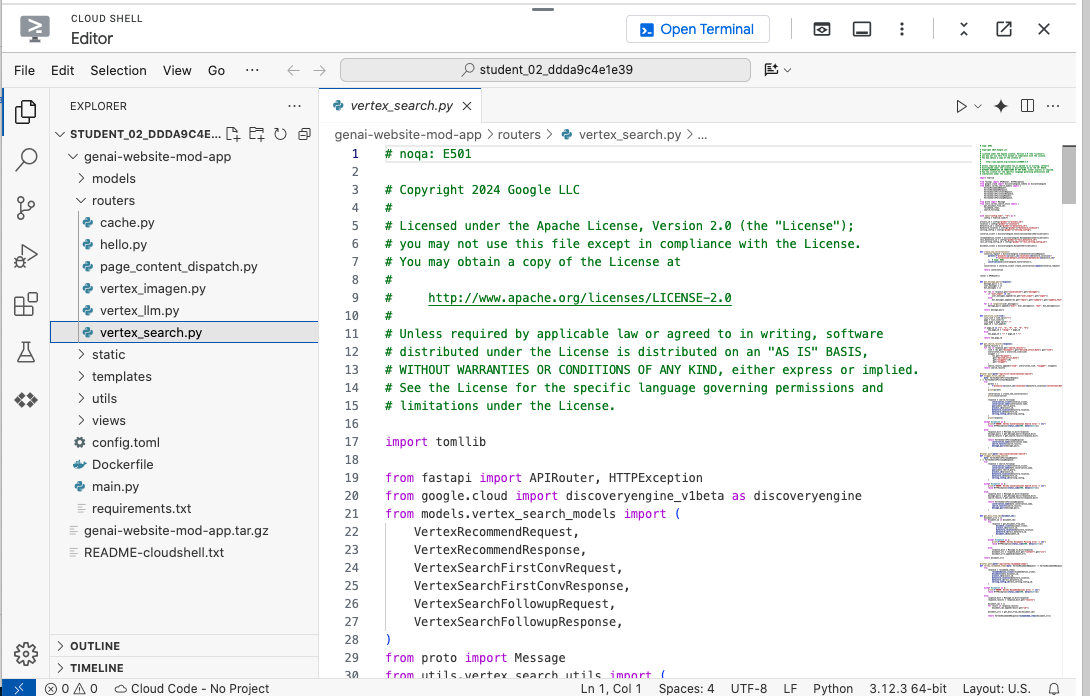 CLOUD SHELL
Editor
Open Terminal
File Edit Selection View Go ···
student_02_ddda9c4e1e39
EXPLORER
STUDENT_02_DDDA9C4E...
genai-website-mod-app
models
routers
cache.py
hello.py
page_content_dispatch.py
vertex_imagen.py
vertex_llm.py
vertex_search.py
static
templates
utils
views
config.toml
Dockerfile
main.py
requirements.txt
genai-website-mod-app.tar.gz
README-cloudshell.txt
OUTLINE
TIMELINE
vertex_search.py
genai-website-mod-app > routers > vertex_search.py > ...
1 # noqa: E501
2
3 # Copyright 2024 Google LLC
4 #
5 # Licensed under the Apache License, Version 2.0 (the "License");
6 # you may not use this file except in compliance with the License.
7 # You may obtain a copy of the License at
8 #
9 #     http://www.apache.org/licenses/LICENSE-2.0
10 #
11 # Unless required by applicable law or agreed to in writing, software
12 # distributed under the License is distributed on an "AS IS" BASIS,
13 # WITHOUT WARRANTIES OR CONDITIONS OF ANY KIND, either express or implied.
14 # See the License for the specific language governing permissions and
15 # limitations under the License.
16
17 import tomllib
18
19 from fastapi import APIRouter, HTTPException
20 from google.cloud import discoveryengine_v1beta as discoveryengine
21 from models.vertex_search_models import (
22     VertexRecommendRequest,
23     VertexRecommendResponse,
24     VertexSearchFirstConvRequest,
25     VertexSearchFirstConvResponse,
26     VertexSearchFollowupRequest,
27     VertexSearchFollowupResponse,
28 )
29 from proto import Message
30 from utils.vertex_search_utils import (
0 0 Cloud Code - No Project Ln 1, Col 1 Spaces: 4 UTF-8 LF Python 3.12.3 64-bit Layout: U.S.